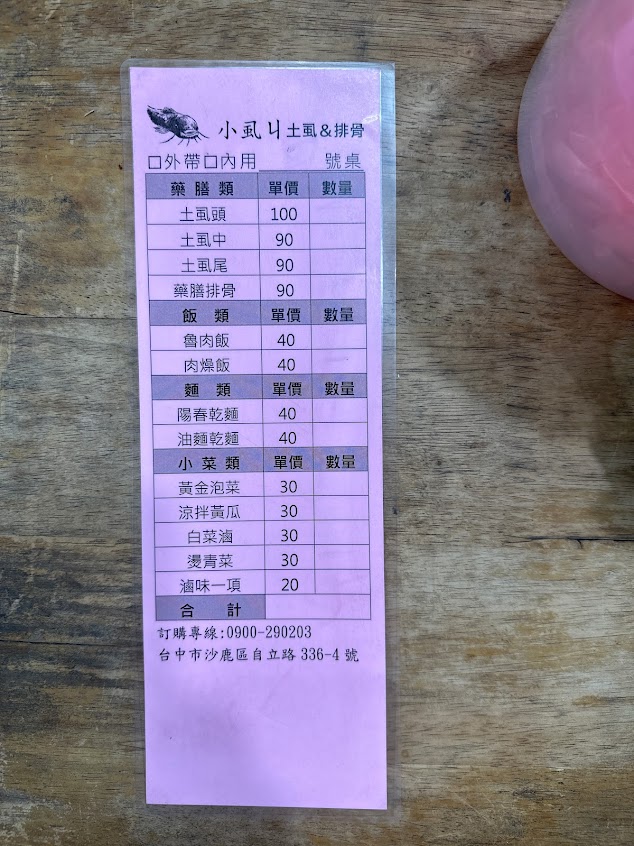 小虱ㄐ土虱&排骨
□外帶□內用 號桌
藥膳類 單價 數量
土虱頭 100
土虱中 90
土虱尾 90
藥膳排骨 90
飯類 單價 數量
魯肉飯 40
肉燥飯 40
麵類 單價 數量
陽春乾麵 40
油麵乾麵 40
小菜類 單價 數量
黃金泡菜 30
涼拌黃瓜 30
白菜滷 30
燙青菜 30
滷味一項 20
合計
訂購專線:0900-290203
台中市沙鹿區自立路 336-4 號